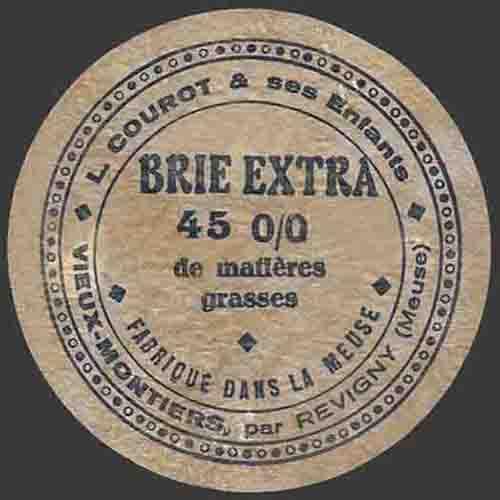 L. COUROT & ses Enfants
BRIE EXTRA
45 0/0
de matières
grasses
FABRIQUÉ DANS LA MEUSE
VIEUX-MONTIERS, par REVIGNY (Meuse)